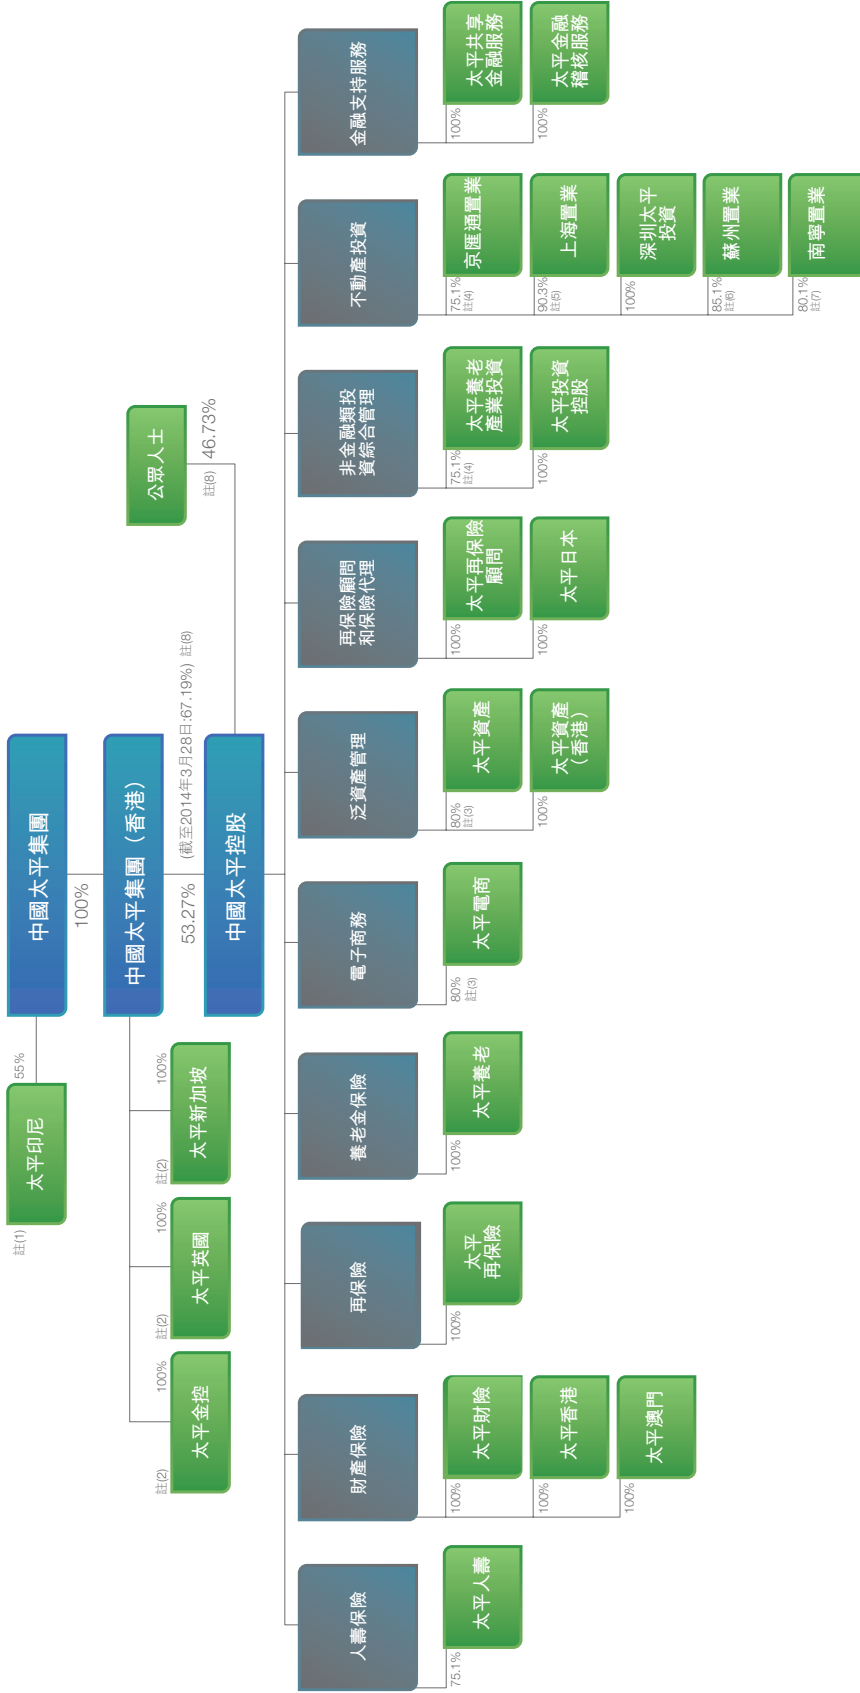 中國太平集團
註(1)
太平印尼
55%
100%
中國太平集團（香港）
註(2)
太平金控
100%
註(2)
太平英國
100%
註(2)
太平新加坡
100%
53.27%
(截至2014年3月28日:67.19%) 註(8)
公眾人士
註(8)
46.73%
中國太平控股
人壽保險
75.1%
太平人壽
財產保險
100%
太平財險
100%
太平香港
100%
太平澳門
再保險
100%
太平
再保險
養老金保險
100%
太平養老
電子商務
80%
註(3)
太平電商
泛資產管理
80%
註(3)
太平資產
100%
太平資產
（香港）
再保險顧問
和保險代理
100%
太平再保險
顧問
100%
太平日本
非金融類投
資綜合管理
75.1%
註(4)
太平養老
產業投資
100%
太平投資
控股
不動產投資
75.1%
註(4)
京匯通置業
90.3%
註(5)
上海置業
100%
深圳太平
投資
85.1%
註(6)
蘇州置業
80.1%
註(7)
南寧置業
金融支持服務
100%
太平共享
金融服務
100%
太平金融
稽核服務